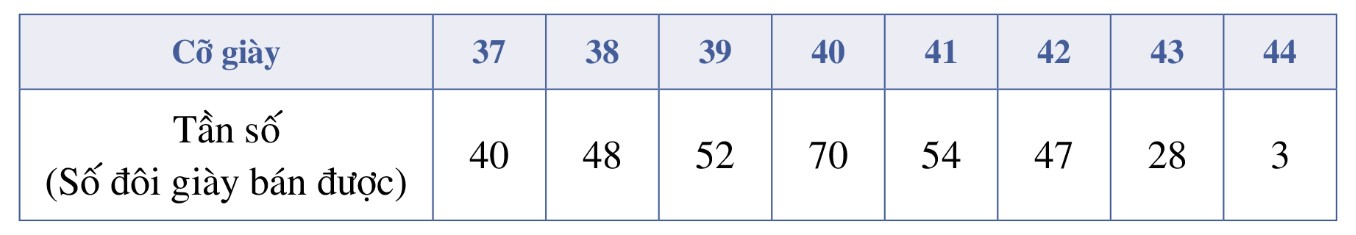 Cỡ giày 37 38 39 40 41 42 43 44
Tần số
(Số đôi giày bán được) 40 48 52 70 54 47 28 3